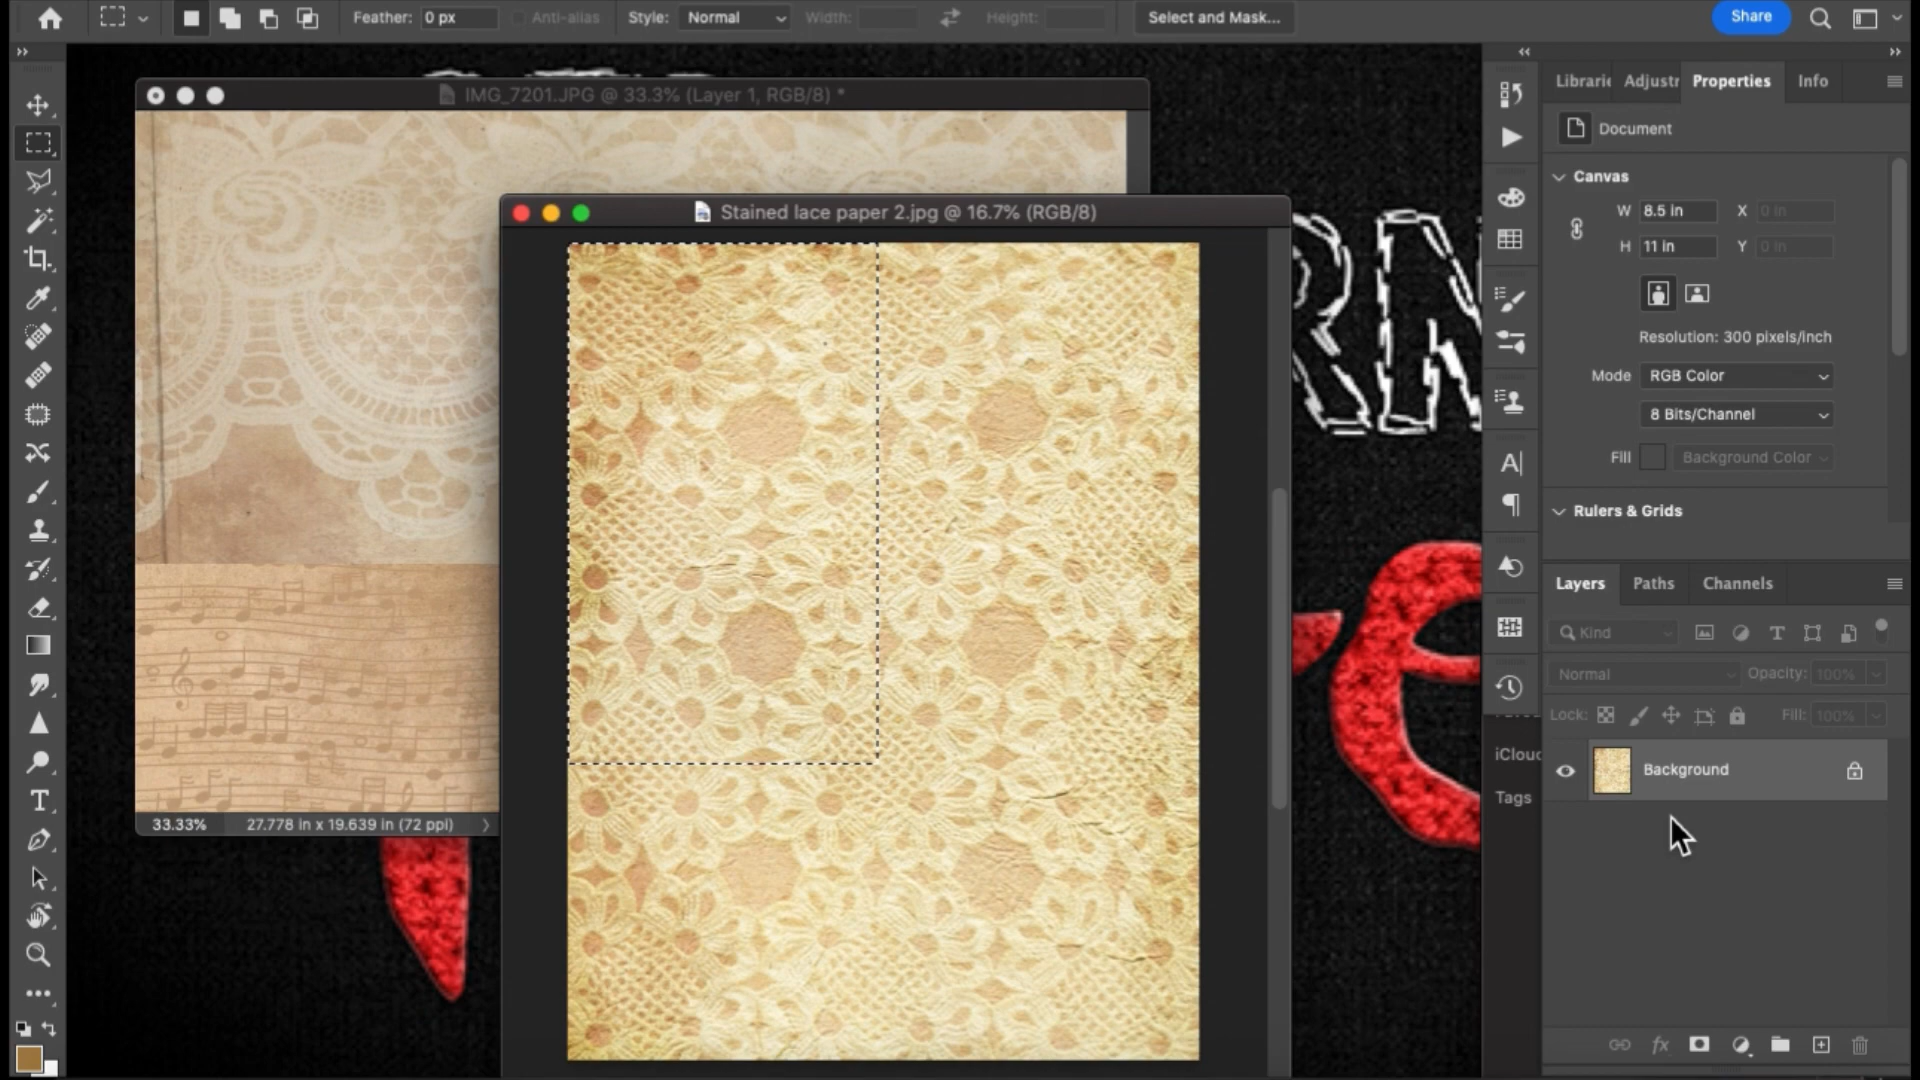 Feather: 0 px Anti-alias Style: Normal Width: Height: Select and Mask... Share
IMG_7201.JPG @ 33.3% (Layer 1, RGB/8) *
Stained lace paper 2.jpg @ 16.7% (RGB/8)
33.33% 27.778 in x 19.639 in (72 ppi)
RN
e
iCloud
Tags
Librarie Adjustr Properties Info
Document
Canvas
W 8.5 in X 0 in
H 11 in Y 0 in
Resolution: 300 pixels/inch
Mode RGB Color
8 Bits/Channel
Fill Background Color
Rulers & Grids
Layers Paths Channels
Kind
Normal Opacity: 100%
Lock: Fill: 100%
Background